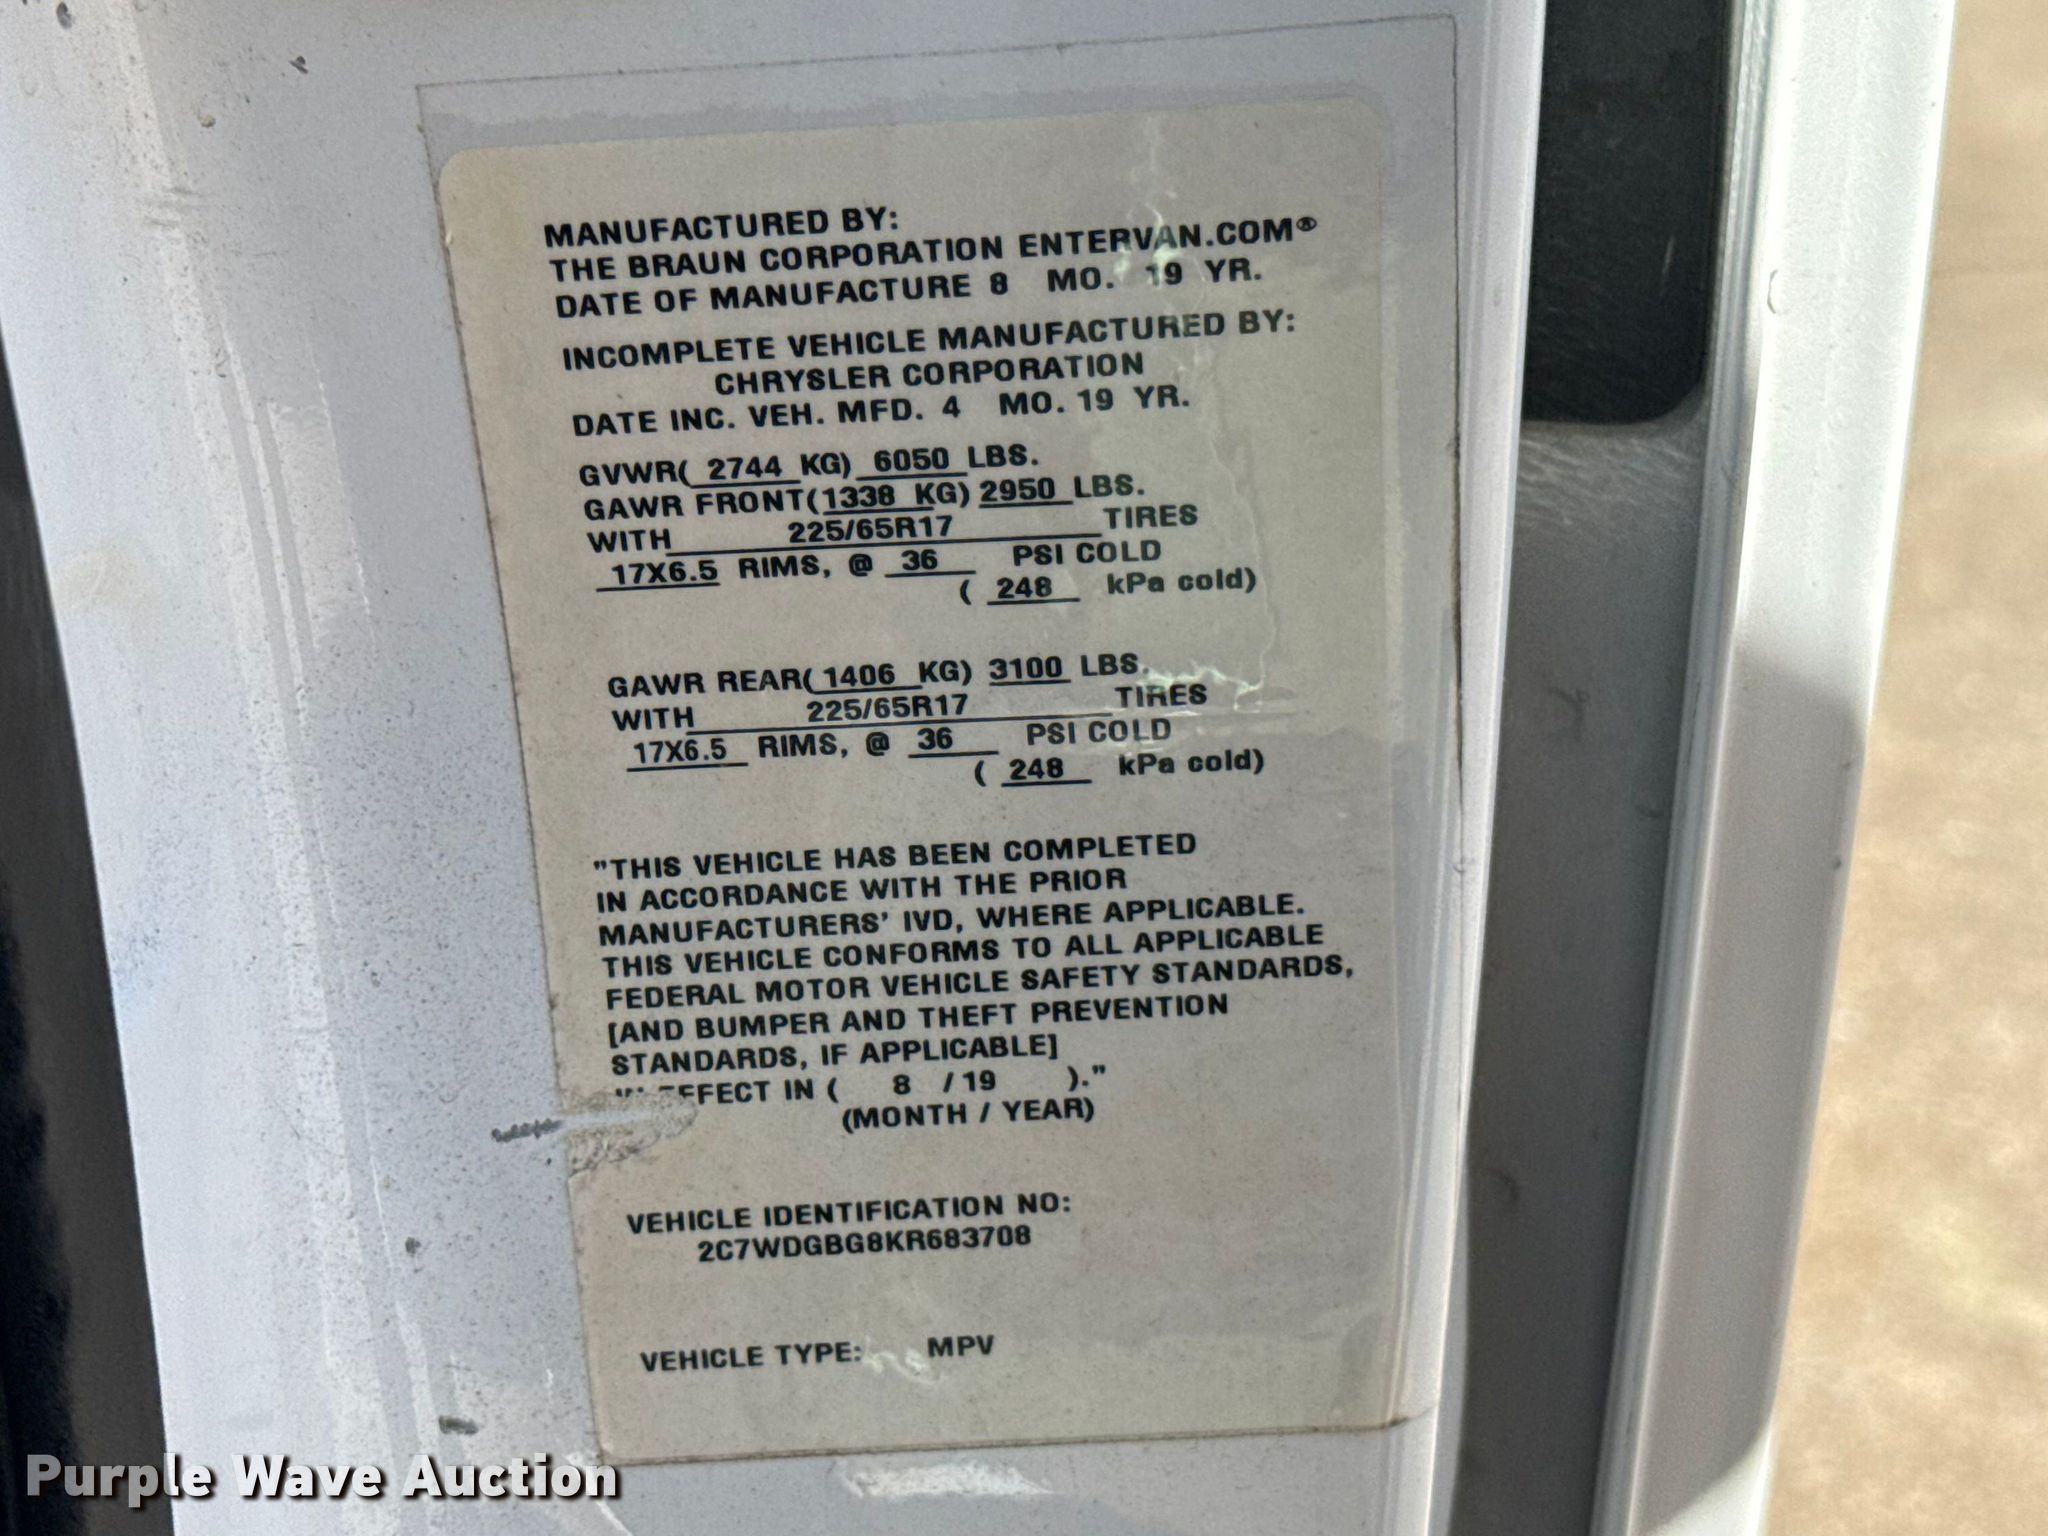 MANUFACTURED BY:
THE BRAUN CORPORATION ENTERVAN.COM®
DATE OF MANUFACTURE 8 MO. 19 YR.
INCOMPLETE VEHICLE MANUFACTURED BY:
CHRYSLER CORPORATION
DATE INC. VEH. MFD. 4 MO. 19 YR.
GVWR( 2744 KG) 6050 LBS.
GAWR FRONT(1338 KG) 2950 LBS.
WITH 225/65R17 TIRES
17X6.5 RIMS, @ 36 PSI COLD
( 248 kPa cold)
GAWR REAR( 1406 KG) 3100 LBS.
WITH 225/65R17 TIRES
17X6.5 RIMS, @ 36 PSI COLD
( 248 kPa cold)
"THIS VEHICLE HAS BEEN COMPLETED
IN ACCORDANCE WITH THE PRIOR
MANUFACTURERS' IVD, WHERE APPLICABLE.
THIS VEHICLE CONFORMS TO ALL APPLICABLE
FEDERAL MOTOR VEHICLE SAFETY STANDARDS,
[AND BUMPER AND THEFT PREVENTION
STANDARDS, IF APPLICABLE]
EFFECT IN ( 8 / 19 )."
(MONTH / YEAR)
VEHICLE IDENTIFICATION NO:
2C7WDGBG8KR683708
VEHICLE TYPE: MPV
Purple Wave Auction